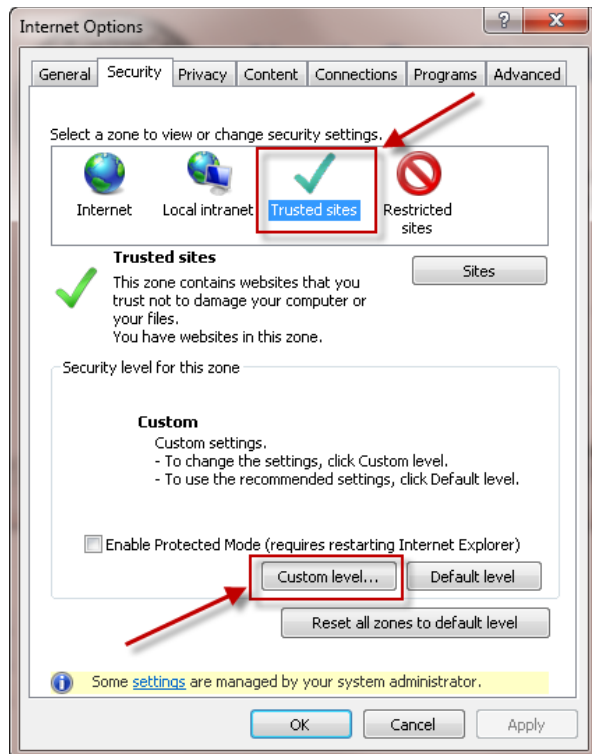 Internet Options
General Security Privacy Content Connections Programs Advanced
Select a zone to view or change security settings.
Internet Local intranet Trusted sites Restricted
sites
Trusted sites
Sites
This zone contains websites that you
trust not to damage your computer or
your files.
You have websites in this zone.
Security level for this zone
Custom
Custom settings.
- To change the settings, click Custom level.
- To use the recommended settings, click Default level.
Enable Protected Mode (requires restarting Internet Explorer)
Custom level... Default level
Reset all zones to default level
Some settings are managed by your system administrator.
OK Cancel Apply